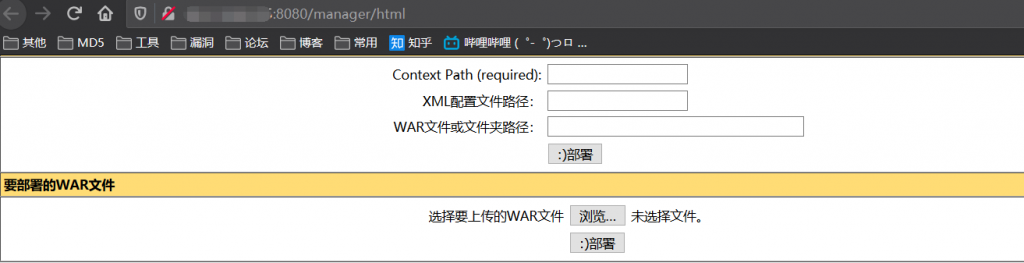 :8080/manager/html
其他 MD5 工具 漏洞 论坛 博客 常用 知 知乎 哔哩哔哩 ( ゜- ゜)つロ ...
Context Path (required):
XML配置文件路径:
WAR文件或文件夹路径:
:)部署
要部署的WAR文件
选择要上传的WAR文件 浏览... 未选择文件。
:)部署